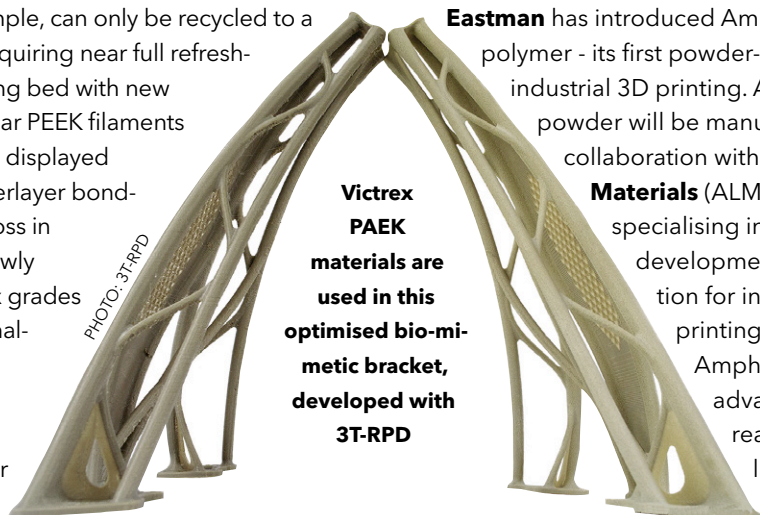 mple, can only be recycled to a
quiring near full refresh-
ng bed with new
ar PEEK filaments
displayed
erlayer bond-
oss in
wly
grades
al-
r
PHOTO: 3T-RPD
Victrex
PAEK
materials are
used in this
optimised bio-mi-
metic bracket,
developed with
3T-RPD
Eastman has introduced Am
polymer - its first powder-
industrial 3D printing. A
powder will be manu
collaboration with
Materials (ALM
specialising in
developme
tion for in
printing
Amph
adva
rea
l